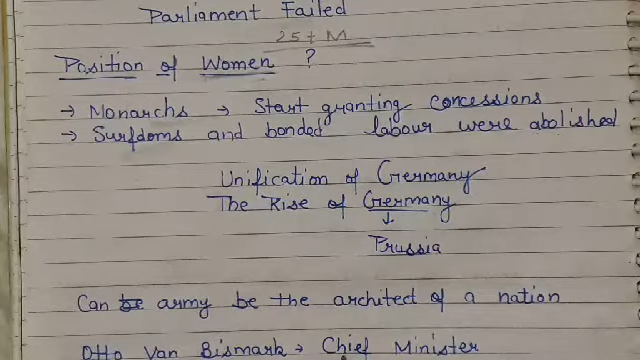 Parliament Failed
25+ M
Position of Women ?
→ Monarchs → Start granting concessions
→ Surfdoms and bonded labour were abolished
Unification of Germany
The Rise of Germany
↓
Prussia
Can army be the architect of a nation
Otto Van Bismark → Chief Minister